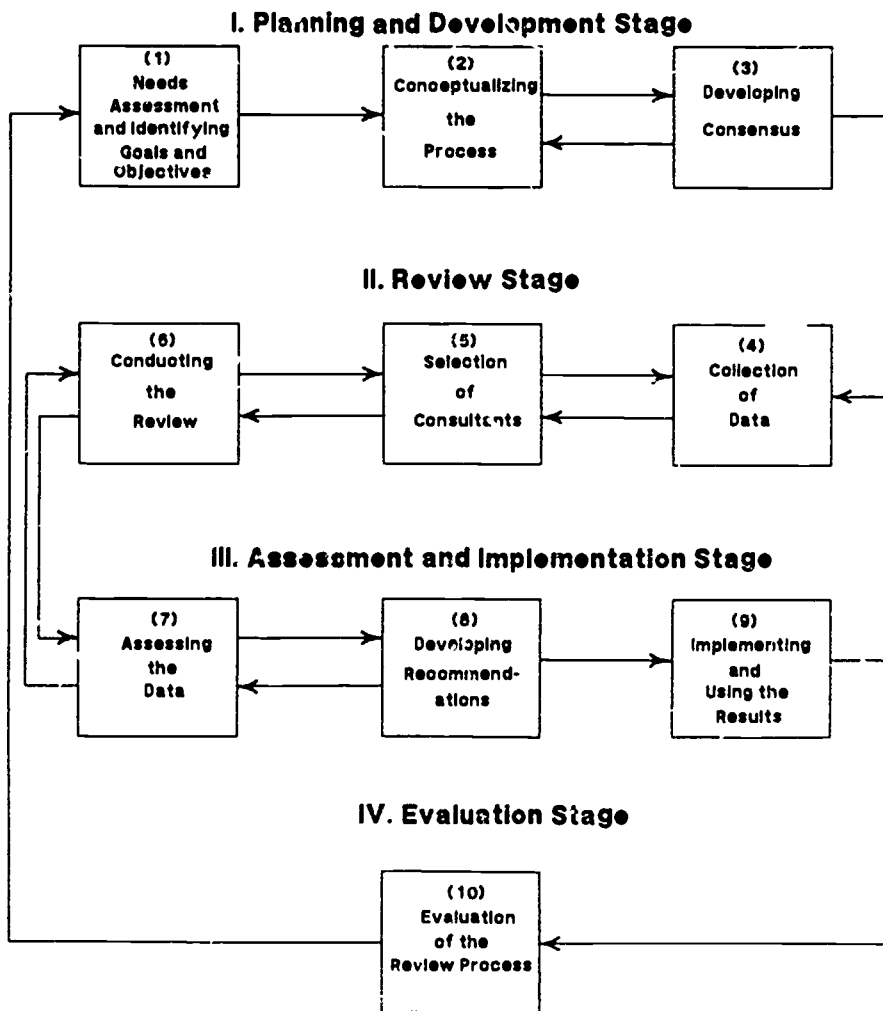 I. Planning and Development Stage
(1)
Needs
Assessment
and Identifying
Goals and
Objectives
(2)
Conceptualizing
the
Process
(3)
Developing
Consensus
II. Review Stage
(6)
Conducting
the
Review
(5)
Selection
of
Consultants
(4)
Collection
of
Data
III. Assessment and Implementation Stage
(7)
Assessing
the
Data
(8)
Developing
Recommend-
ations
(9)
Implementing
and
Using the
Results
IV. Evaluation Stage
(10)
Evaluation
of the
Review Process